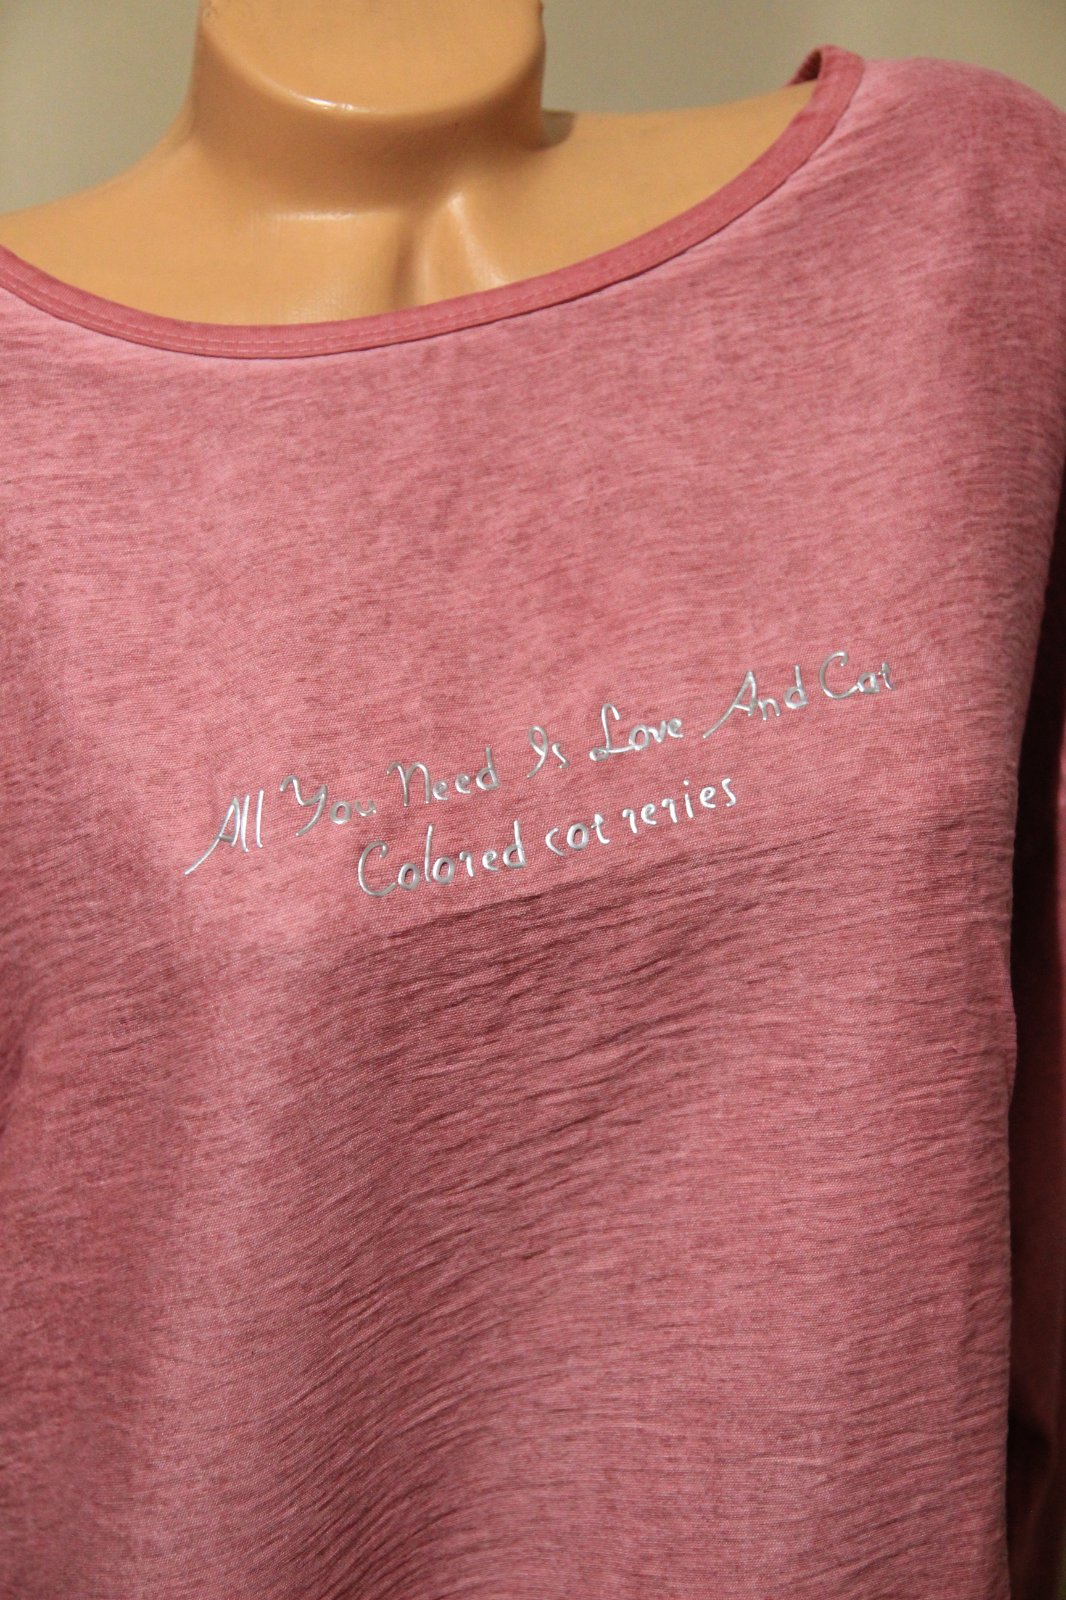 All You Need Is Love And Cat
Colored cat reries